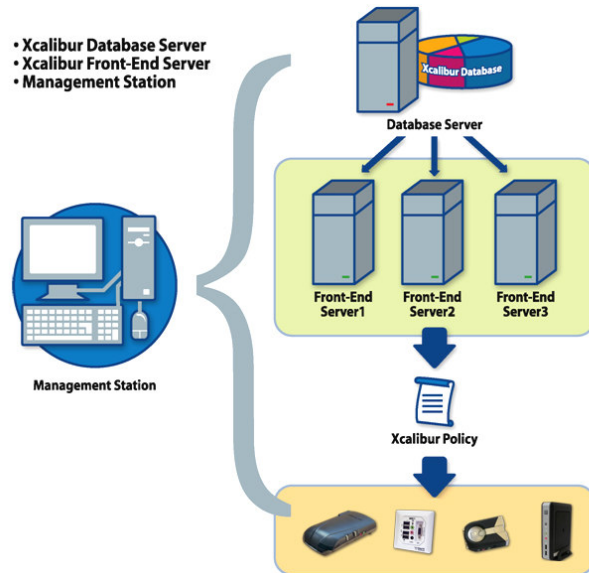 • Xcalibur Database Server
• Xcalibur Front-End Server
• Management Station
Xcalibur Database
Database Server
Front-End
Server1
Front-End
Server2
Front-End
Server3
Management Station
Xcalibur Policy